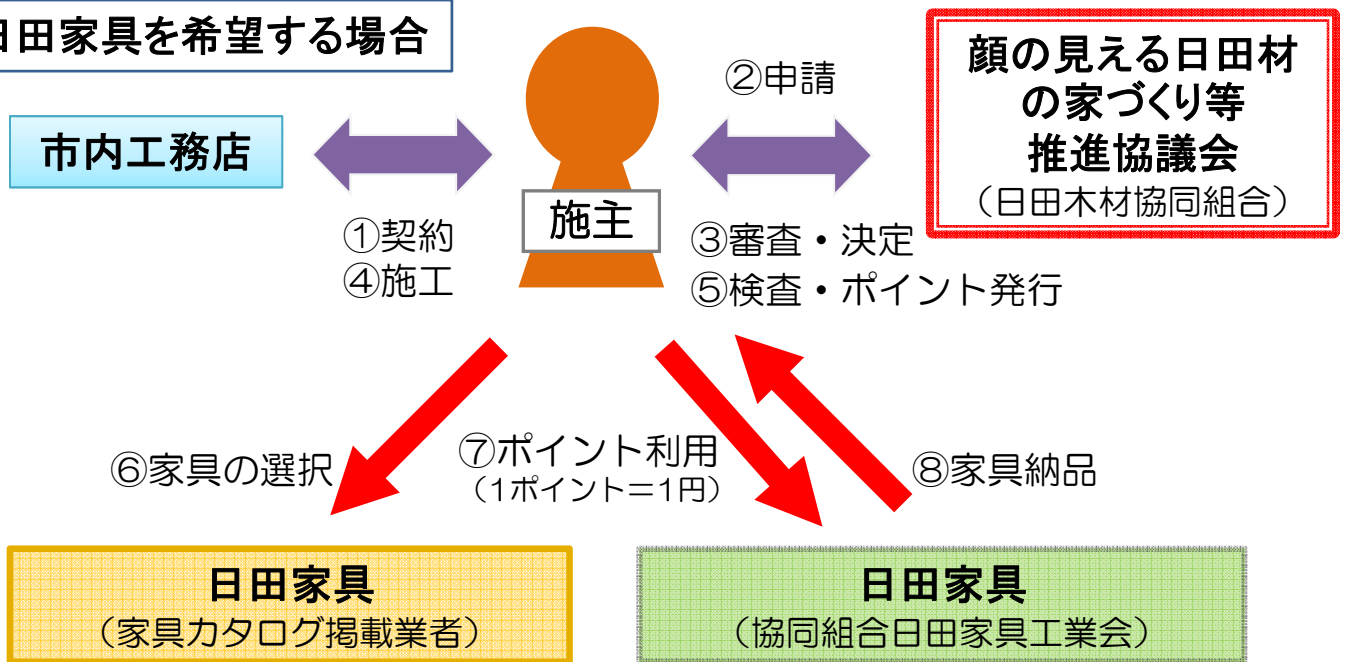 日田家具を希望する場合
市内工務店
①契約
④施工
施主
②申請
③審査・決定
⑤検査・ポイント発行
顔の見える日田材
の家づくり等
推進協議会
（日田木材協同組合）
⑥家具の選択
⑦ポイント利用
（1ポイント＝1円）
⑧家具納品
日田家具
（家具カタログ掲載業者）
日田家具
（協同組合日田家具工業会）